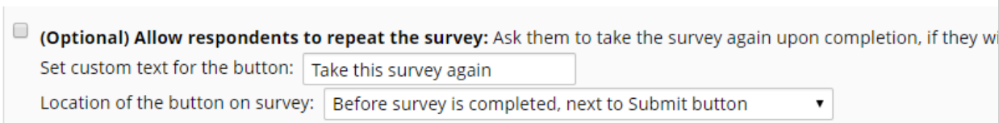 (Optional) Allow respondents to repeat the survey: Ask them to take the survey again upon completion, if they
Set custom text for the button: Take this survey again
Location of the button on survey: Before survey is completed, next to Submit button